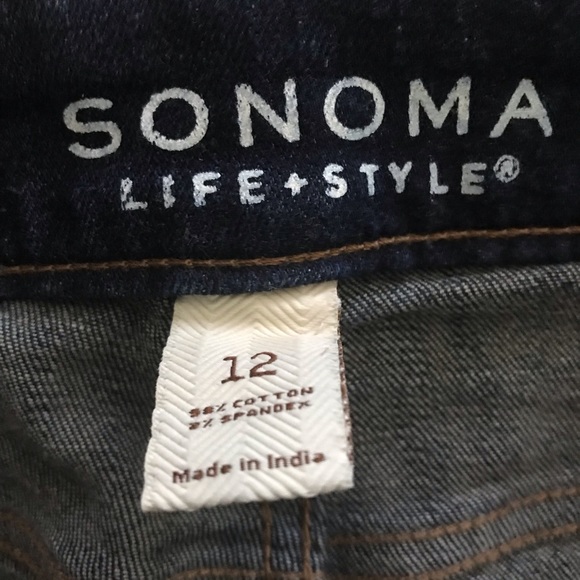 SONOMA
LIFE + STYLE®
12
98% COTTON
2% SPANDEX
Made in India